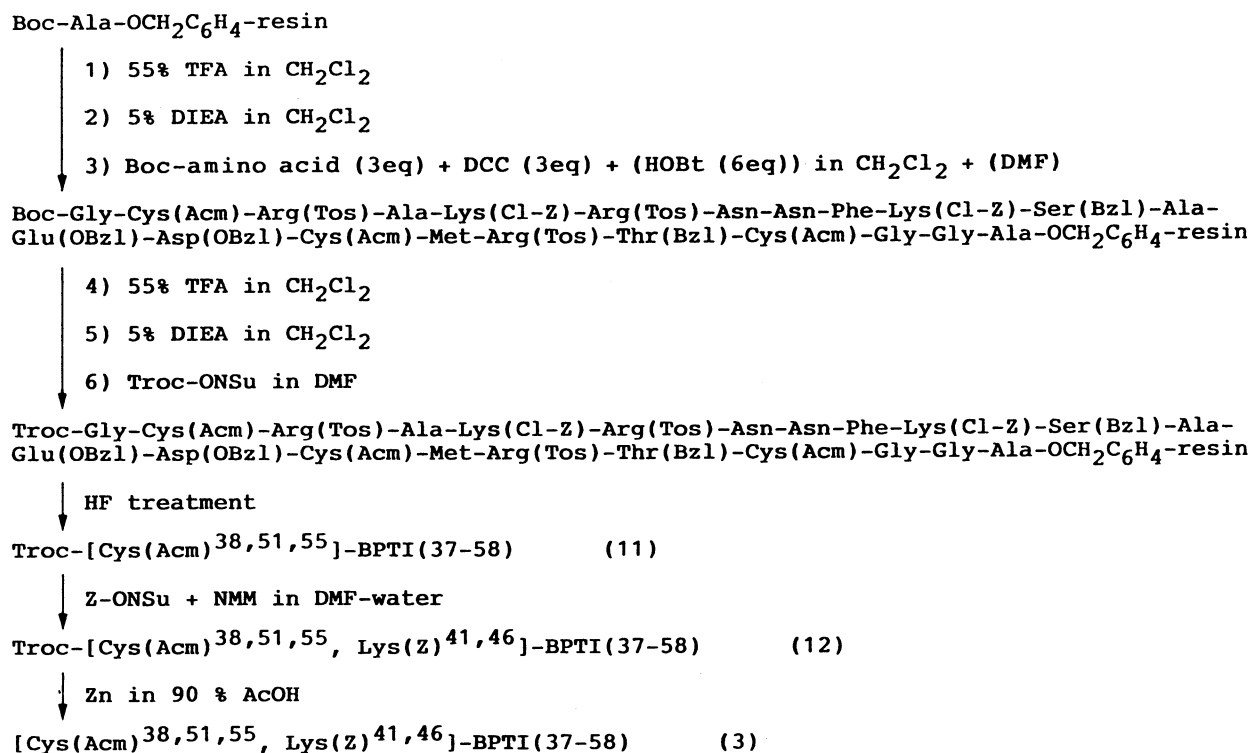 Boc-Ala-OCH₂C₆H₄-resin
1) 55% TFA in CH₂Cl₂
2) 5% DIEA in CH₂Cl₂
3) Boc-amino acid (3eq) + DCC (3eq) + (HOBt (6eq)) in CH₂Cl₂ + (DMF)
Boc-Gly-Cys(Acm)-Arg(Tos)-Ala-Lys(Cl-Z)-Arg(Tos)-Asn-Asn-Phe-Lys(Cl-Z)-Ser(Bzl)-Ala-
Glu(OBzl)-Asp(OBzl)-Cys(Acm)-Met-Arg(Tos)-Thr(Bzl)-Cys(Acm)-Gly-Gly-Ala-OCH₂C₆H₄-resin
4) 55% TFA in CH₂Cl₂
5) 5% DIEA in CH₂Cl₂
6) Troc-ONSu in DMF
Troc-Gly-Cys(Acm)-Arg(Tos)-Ala-Lys(Cl-Z)-Arg(Tos)-Asn-Asn-Phe-Lys(Cl-Z)-Ser(Bzl)-Ala-
Glu(OBzl)-Asp(OBzl)-Cys(Acm)-Met-Arg(Tos)-Thr(Bzl)-Cys(Acm)-Gly-Gly-Ala-OCH₂C₆H₄-resin
HF treatment
Troc-[Cys(Acm)³⁸,⁵¹,⁵⁵]-BPTI(37-58) (11)
Z-ONSu + NMM in DMF-water
Troc-[Cys(Acm)³⁸,⁵¹,⁵⁵, Lys(Z)⁴¹,⁴⁶]-BPTI(37-58) (12)
Zn in 90 % AcOH
[Cys(Acm)³⁸,⁵¹,⁵⁵, Lys(Z)⁴¹,⁴⁶]-BPTI(37-58) (3)